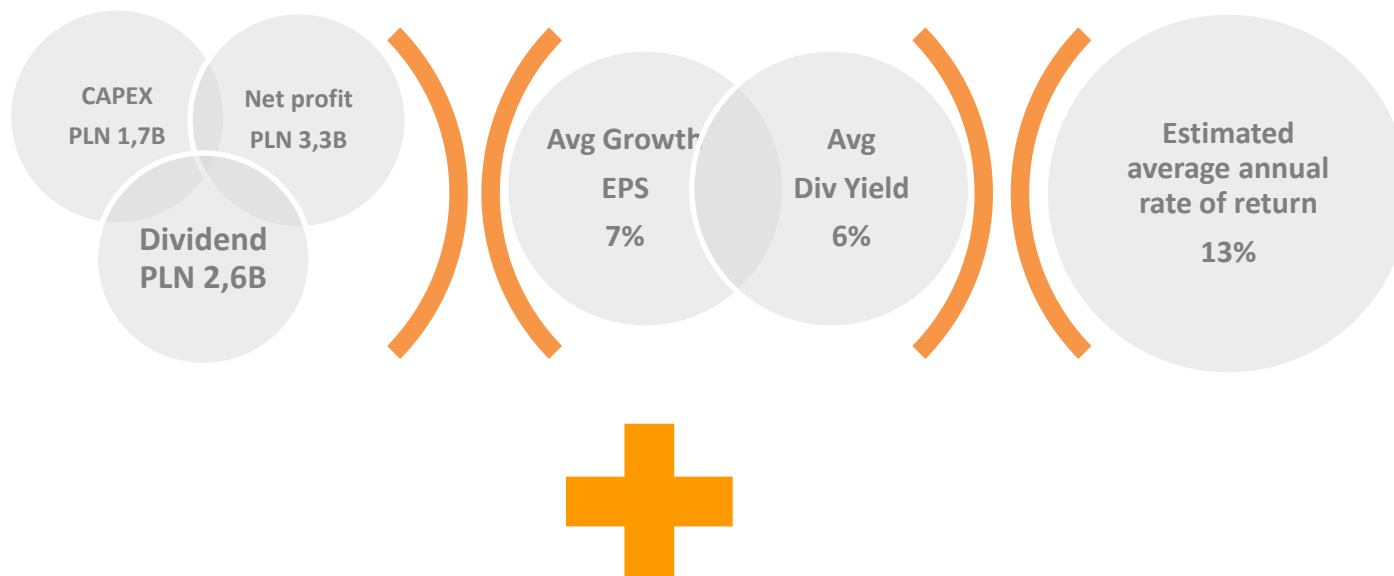 CAPEX
PLN 1,7B
Net profit
PLN 3,3B
Dividend
PLN 2,6B
Avg Growth
EPS
7%
Avg
Div Yield
6%
Estimated
average annual
rate of return
13%